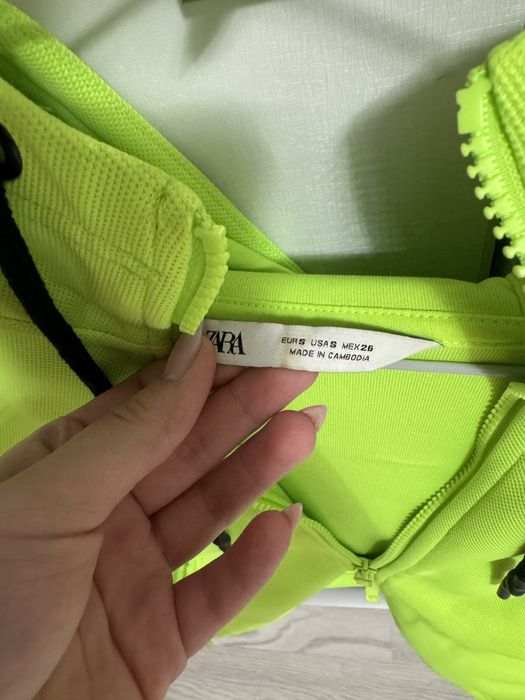 ZARA
EUR S USA S MEX 26
MADE IN CAMBODIA